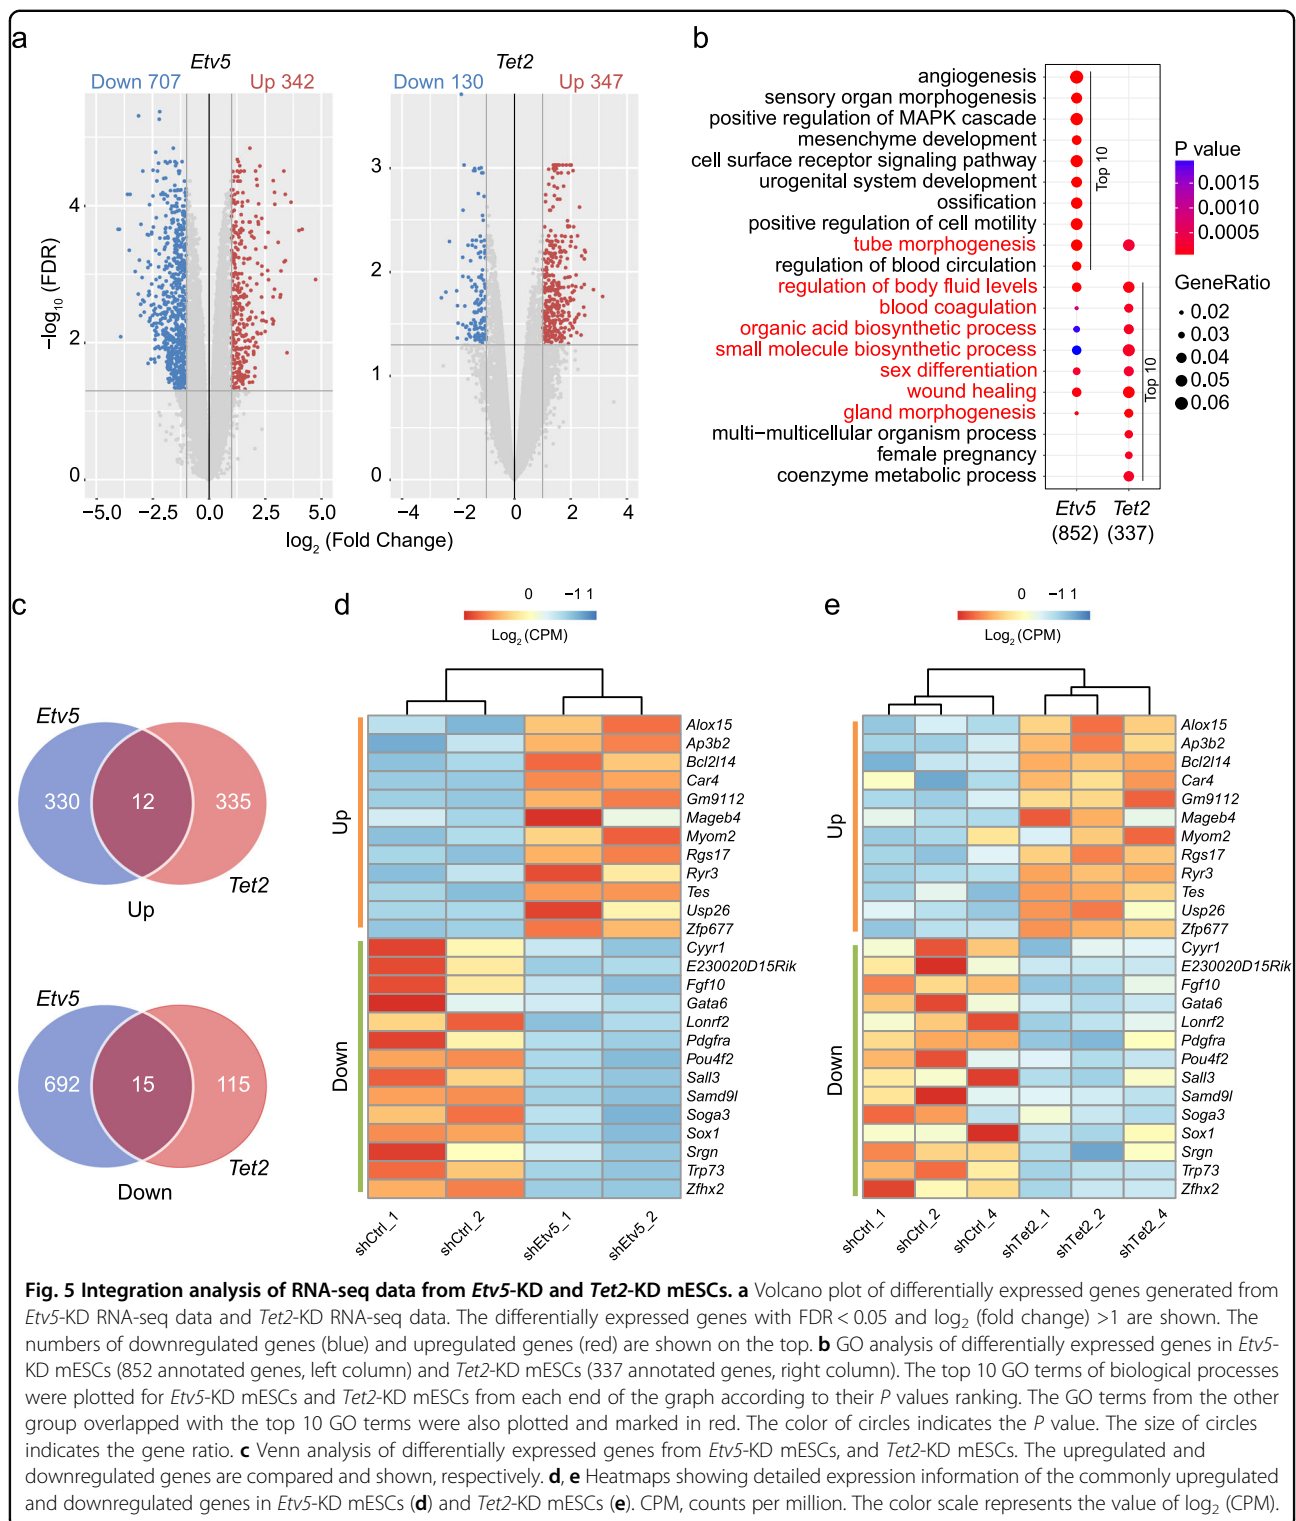 a
Etv5
Down 707 Up 342
Tet2
Down 130 Up 347
−log10 (FDR)
4
2
0
−5.0 −2.5 0.0 2.5 5.0
3
2
1
0
−4 −2 0 2 4
log2 (Fold Change)
b
angiogenesis
sensory organ morphogenesis
positive regulation of MAPK cascade
mesenchyme development
cell surface receptor signaling pathway
urogenital system development
ossification
positive regulation of cell motility
tube morphogenesis
regulation of blood circulation
regulation of body fluid levels
blood coagulation
organic acid biosynthetic process
small molecule biosynthetic process
sex differentiation
wound healing
gland morphogenesis
multi−multicellular organism process
female pregnancy
coenzyme metabolic process
Top 10
Top 10
Etv5 Tet2
(852) (337)
P value
0.0015
0.0010
0.0005
GeneRatio
0.02
0.03
0.04
0.05
0.06
c
Etv5
330 12 335
Tet2
Up
Etv5
692 15 115
Tet2
Down
d
0 −1 1
Log2 (CPM)
Up
Down
Alox15
Ap3b2
Bcl2l14
Car4
Gm9112
Mageb4
Myom2
Rgs17
Ryr3
Tes
Usp26
Zfp677
Cyyr1
E230020D15Rik
Fgf10
Gata6
Lonrf2
Pdgfra
Pou4f2
Sall3
Samd9l
Soga3
Sox1
Srgn
Trp73
Zfhx2
shCtrl_1 shCtrl_2 shEtv5_1 shEtv5_2
e
0 −1 1
Log2 (CPM)
Up
Down
Alox15
Ap3b2
Bcl2l14
Car4
Gm9112
Mageb4
Myom2
Rgs17
Ryr3
Tes
Usp26
Zfp677
Cyyr1
E230020D15Rik
Fgf10
Gata6
Lonrf2
Pdgfra
Pou4f2
Sall3
Samd9l
Soga3
Sox1
Srgn
Trp73
Zfhx2
shCtrl_1 shCtrl_2 shCtrl_4 shTet2_1 shTet2_2 shTet2_4
Fig. 5 Integration analysis of RNA-seq data from Etv5-KD and Tet2-KD mESCs. a Volcano plot of differentially expressed genes generated from
Etv5-KD RNA-seq data and Tet2-KD RNA-seq data. The differentially expressed genes with FDR < 0.05 and log2 (fold change) >1 are shown. The
numbers of downregulated genes (blue) and upregulated genes (red) are shown on the top. b GO analysis of differentially expressed genes in Etv5-
KD mESCs (852 annotated genes, left column) and Tet2-KD mESCs (337 annotated genes, right column). The top 10 GO terms of biological processes
were plotted for Etv5-KD mESCs and Tet2-KD mESCs from each end of the graph according to their P values ranking. The GO terms from the other
group overlapped with the top 10 GO terms were also plotted and marked in red. The color of circles indicates the P value. The size of circles
indicates the gene ratio. c Venn analysis of differentially expressed genes from Etv5-KD mESCs, and Tet2-KD mESCs. The upregulated and
downregulated genes are compared and shown, respectively. d, e Heatmaps showing detailed expression information of the commonly upregulated
and downregulated genes in Etv5-KD mESCs (d) and Tet2-KD mESCs (e). CPM, counts per million. The color scale represents the value of log2 (CPM).